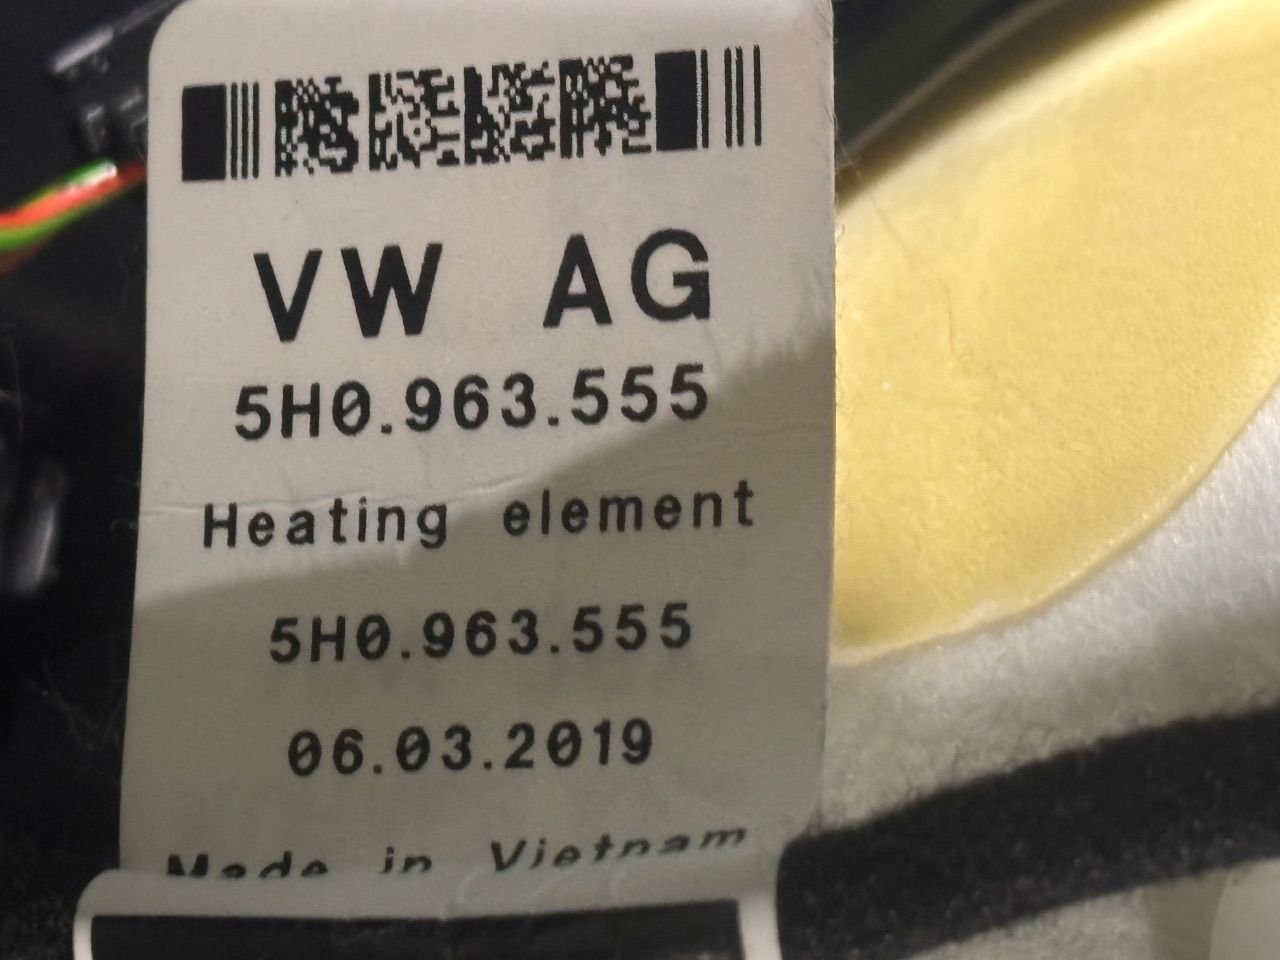 VW AG
5H0.963.555
Heating element
5H0.963.555
06.03.2019
Made in Vietnam